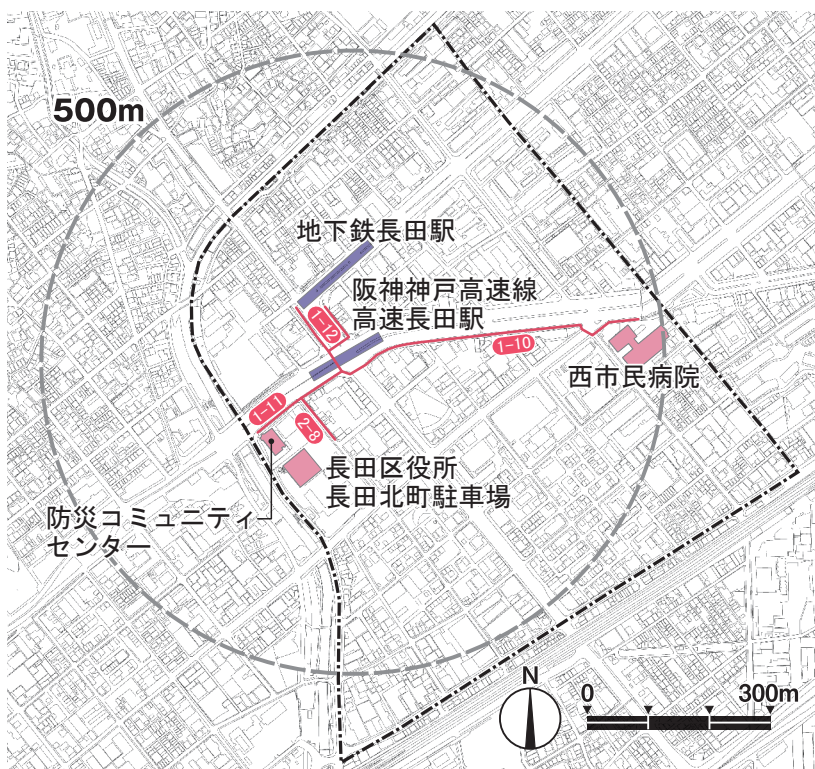 500m
地下鉄長田駅
阪神神戸高速線
高速長田駅
1-12
1-10
西市民病院
1-11
2-8
長田区役所
長田北町駐車場
防災コミュニティ
センター
N
0
300m